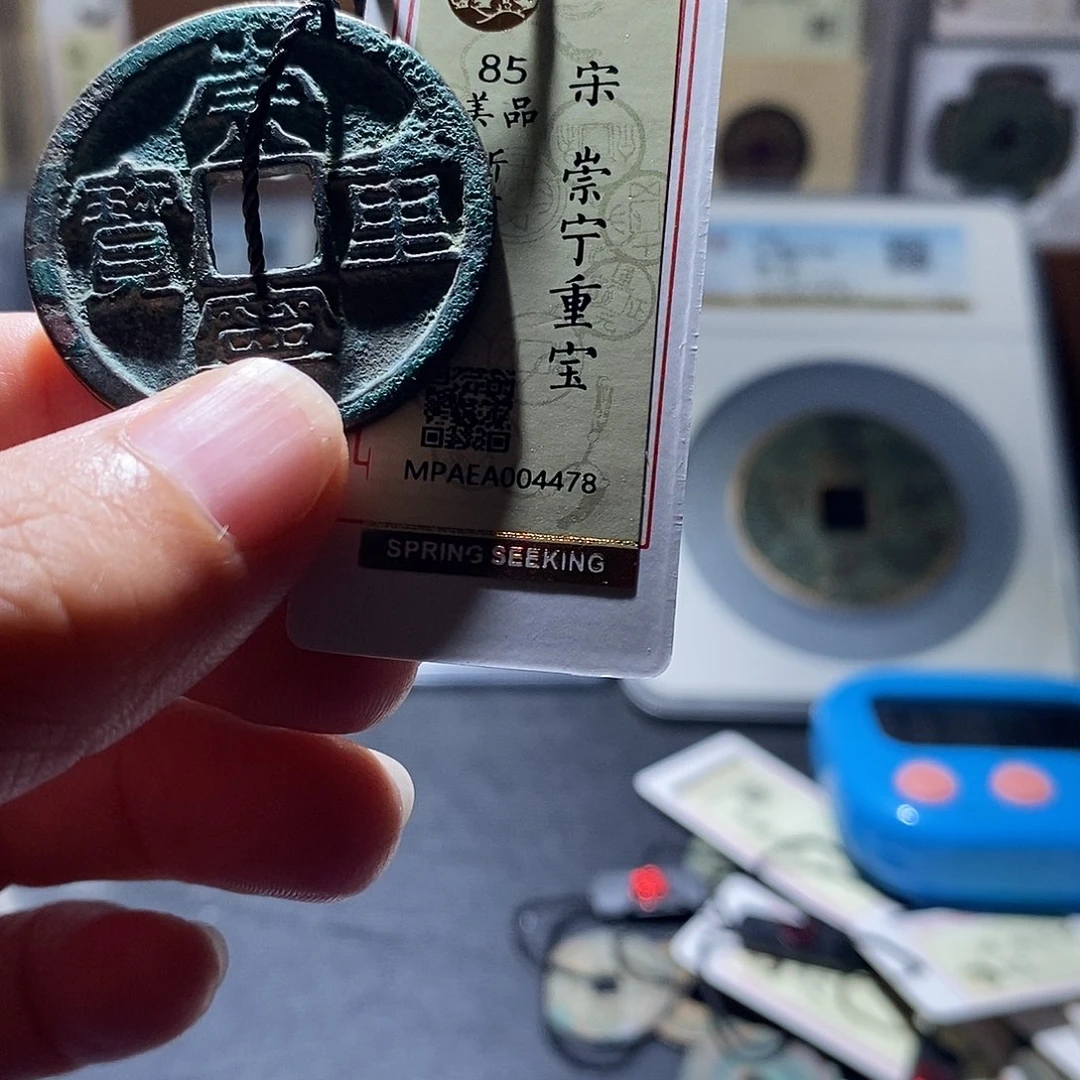 崇
重
寧
寶
85
美品
宋
崇宁重宝
MPAEA004478
SPRING SEEKING